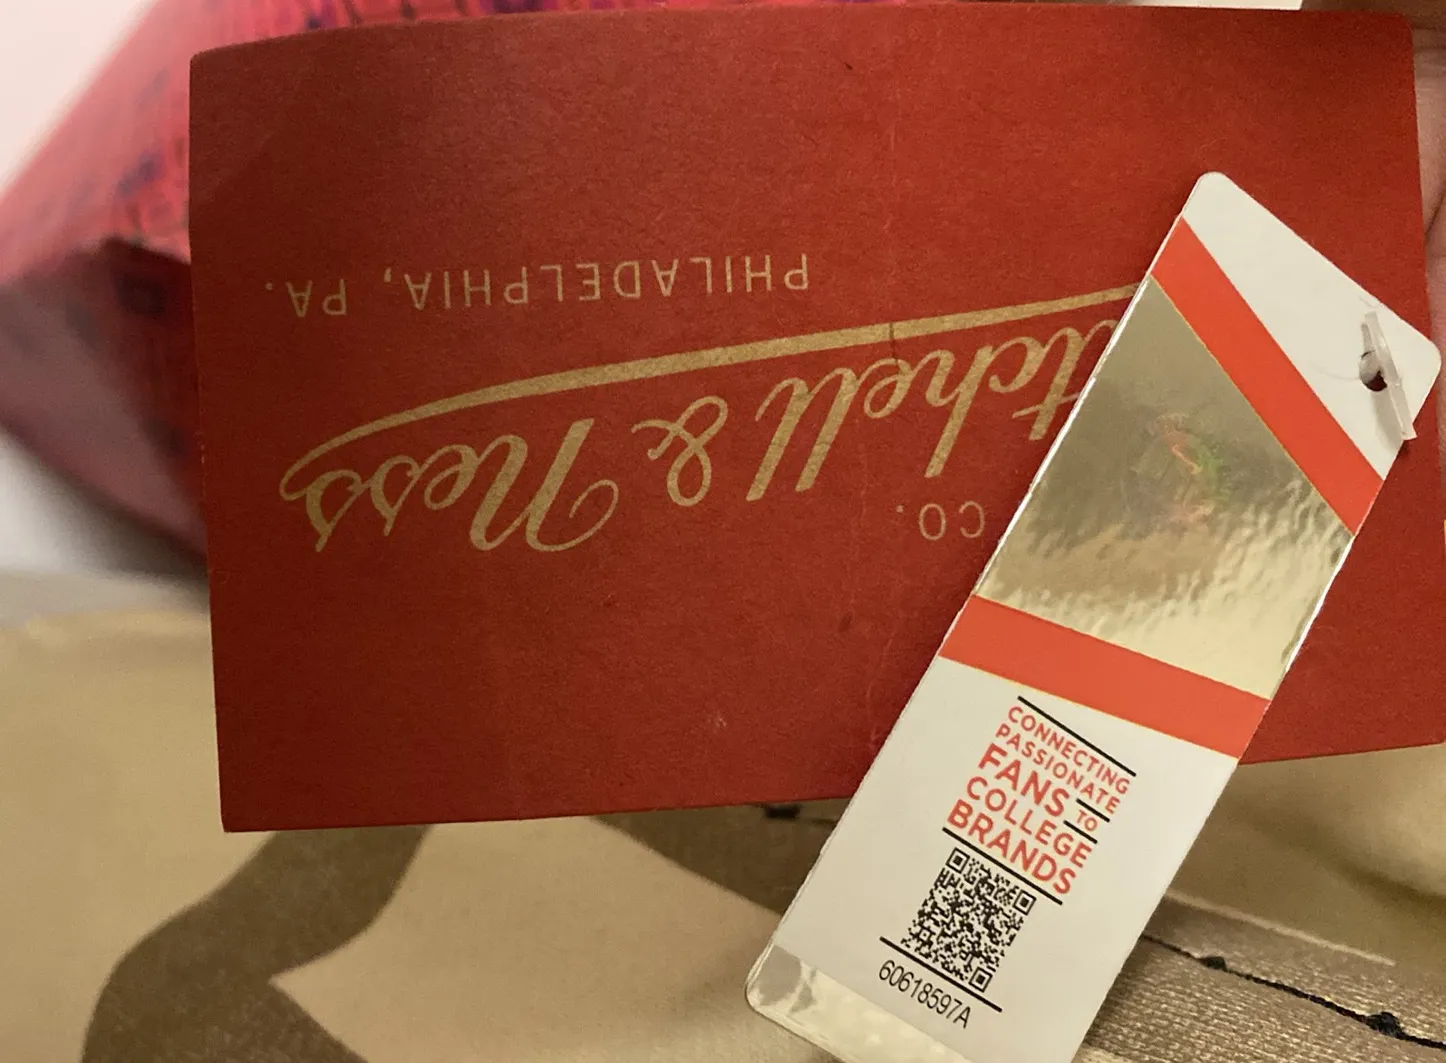 CO.
tchell & Ness
PHILADELPHIA, PA.
CONNECTING
PASSIONATE
FANS TO
COLLEGE
BRANDS
60618597A